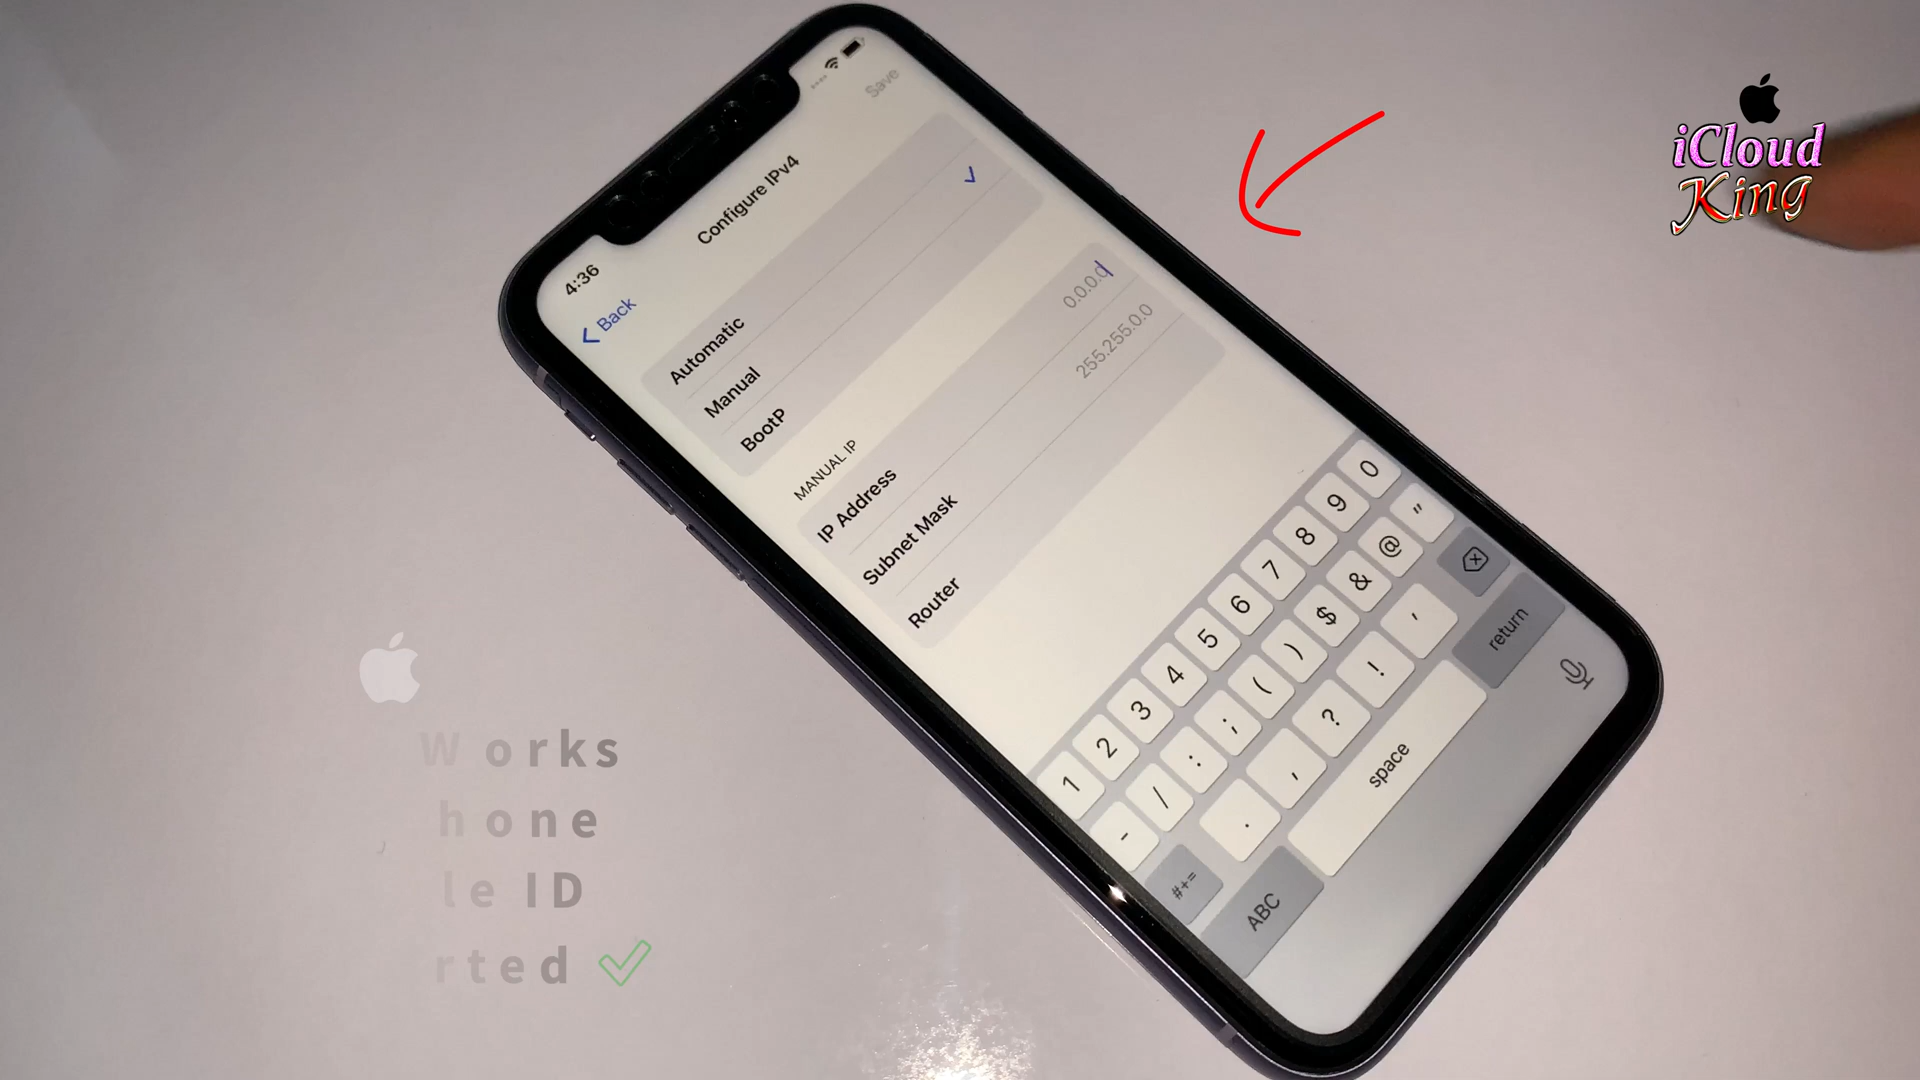 4:36
Save
Back
Configure IPv4
Automatic
Manual
BootP
MANUAL IP
IP Address
0.0.0.0
Subnet Mask
255.255.0.0
Router
1 2 3 4 5 6 7 8 9 0
- / : ; ( ) $ & @ "
#+= . , ? ! '
ABC space return
iCloud
King
Works
hone
le ID
rted